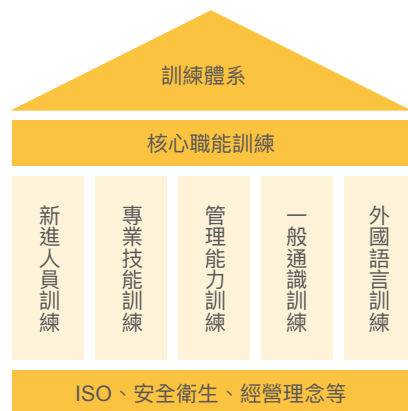 訓練體系
核心職能訓練
新進人員訓練
專業技能訓練
管理能力訓練
一般通識訓練
外國語言訓練
ISO、安全衛生、經營理念等